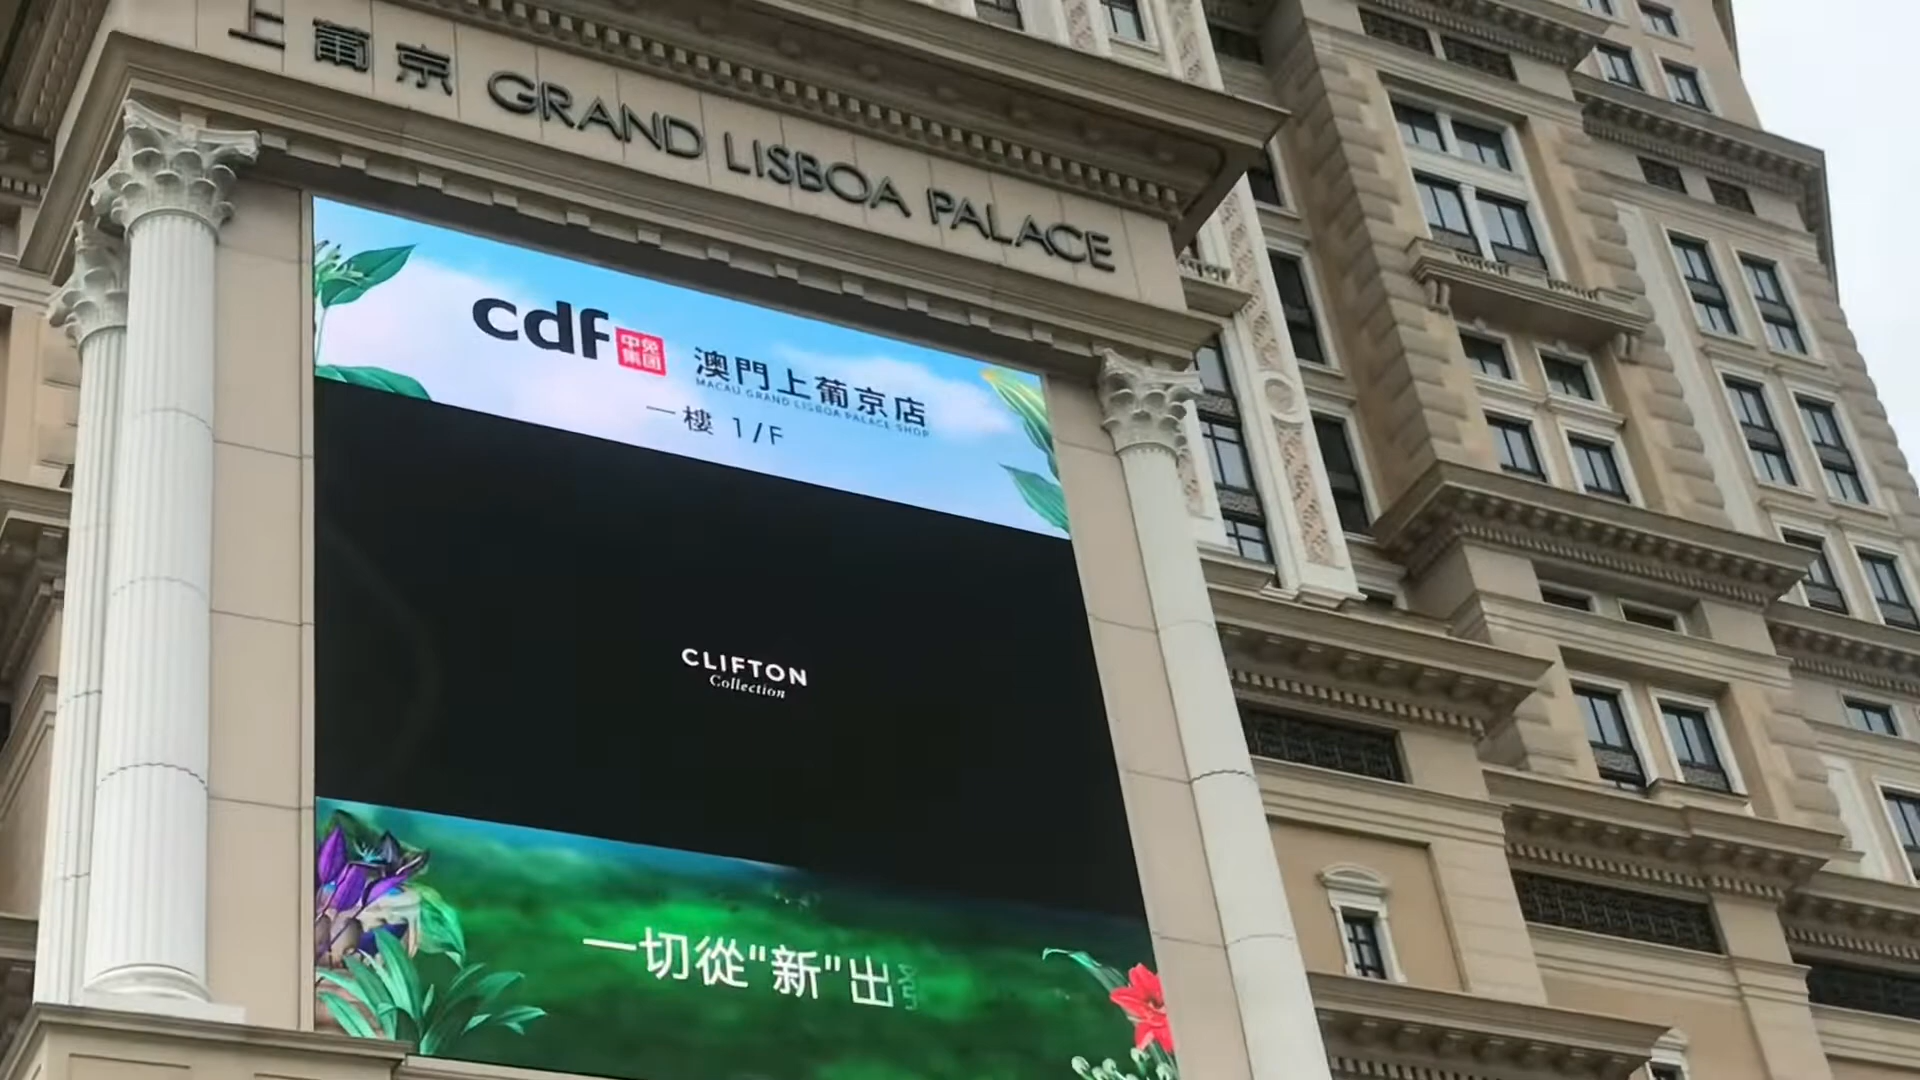 上葡京 GRAND LISBOA PALACE
cdf 中免集团 澳門上葡京店
MACAU GRAND LISBOA PALACE SHOP
一樓 1/F
CLIFTON
Collection
一切從"新"出